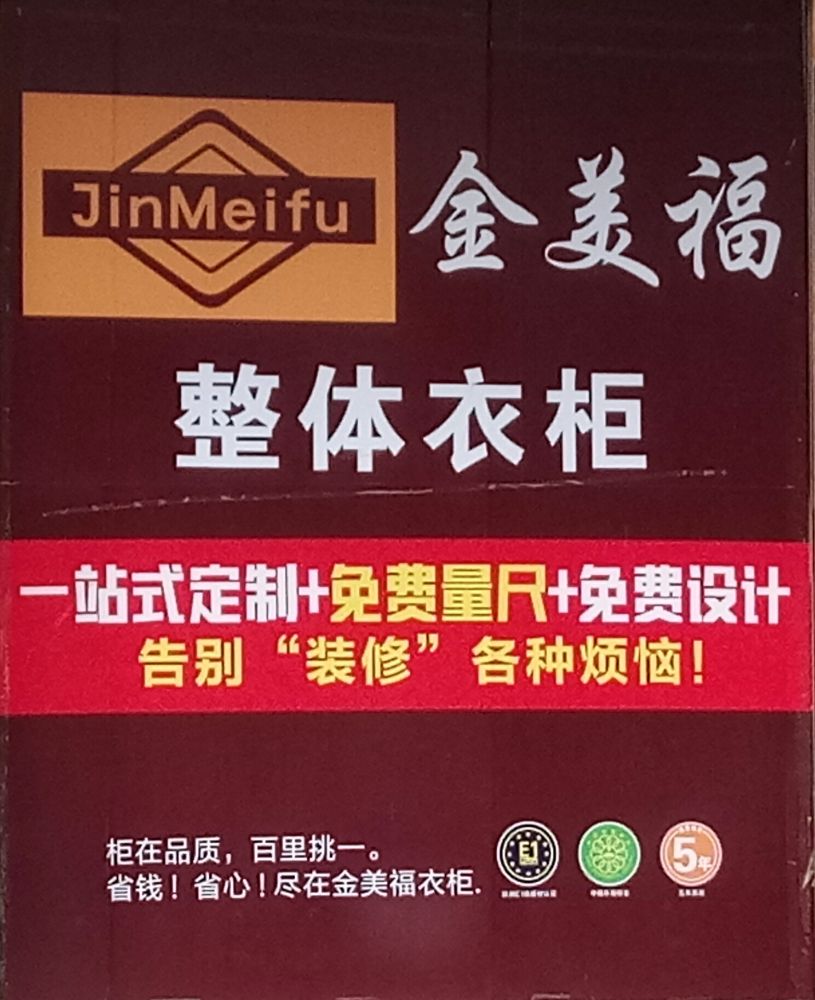 JinMeifu
金美福
整体衣柜
一站式定制+免费量尺+免费设计
告别“装修”各种烦恼！
柜在品质，百里挑一。
省钱！省心！尽在金美福衣柜.
E1
5年